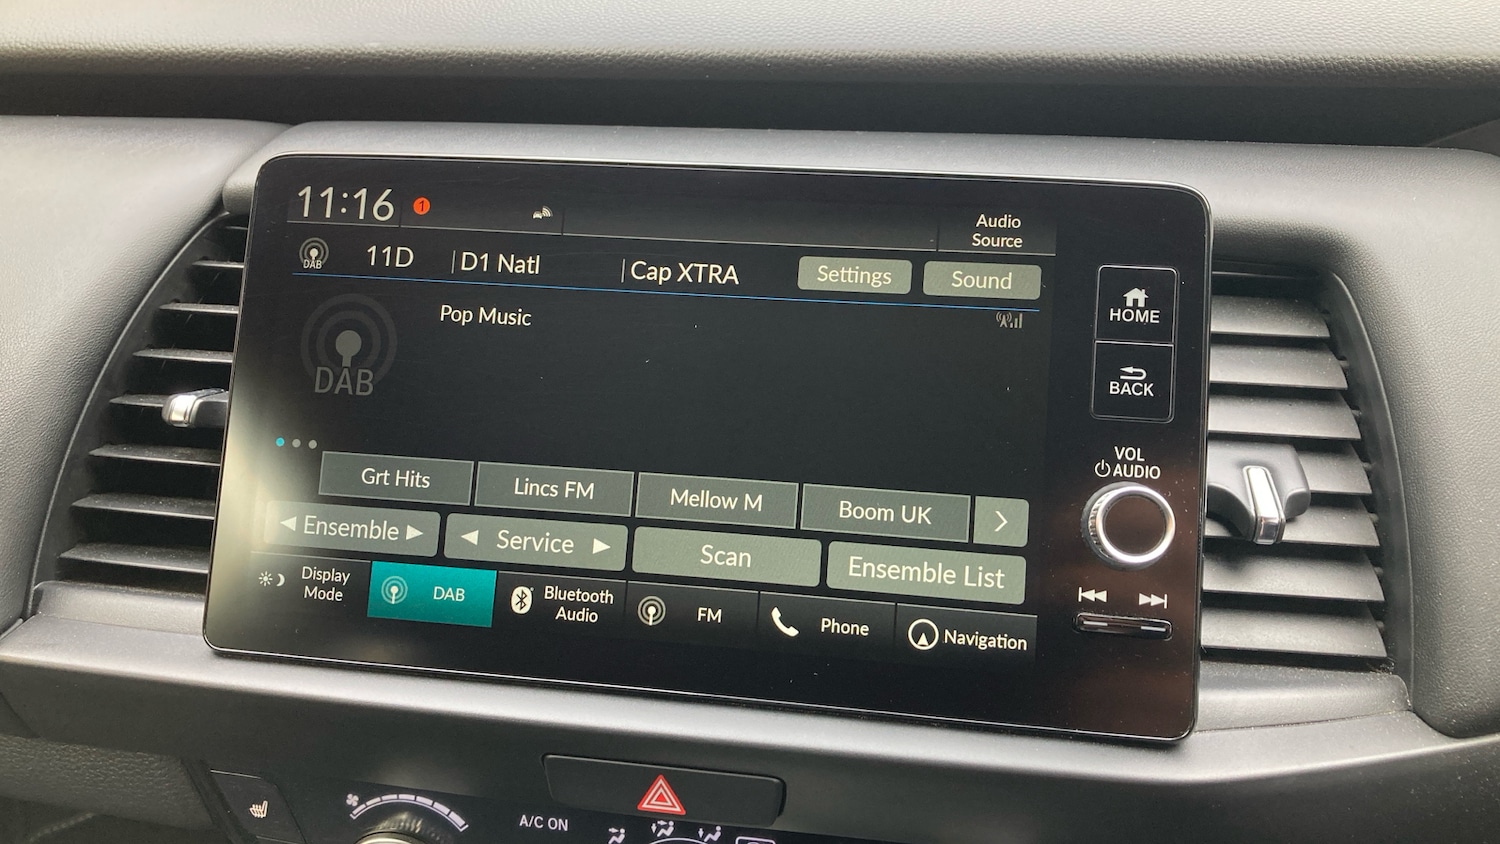 11:16
1
Audio
Source
DAB
11D
D1 Natl
Cap XTRA
Settings
Sound
Pop Music
DAB
HOME
BACK
VOL
AUDIO
Grt Hits
Lincs FM
Mellow M
Boom UK
Ensemble
Service
Scan
Ensemble List
Display
Mode
DAB
Bluetooth
Audio
FM
Phone
Navigation
A/C ON